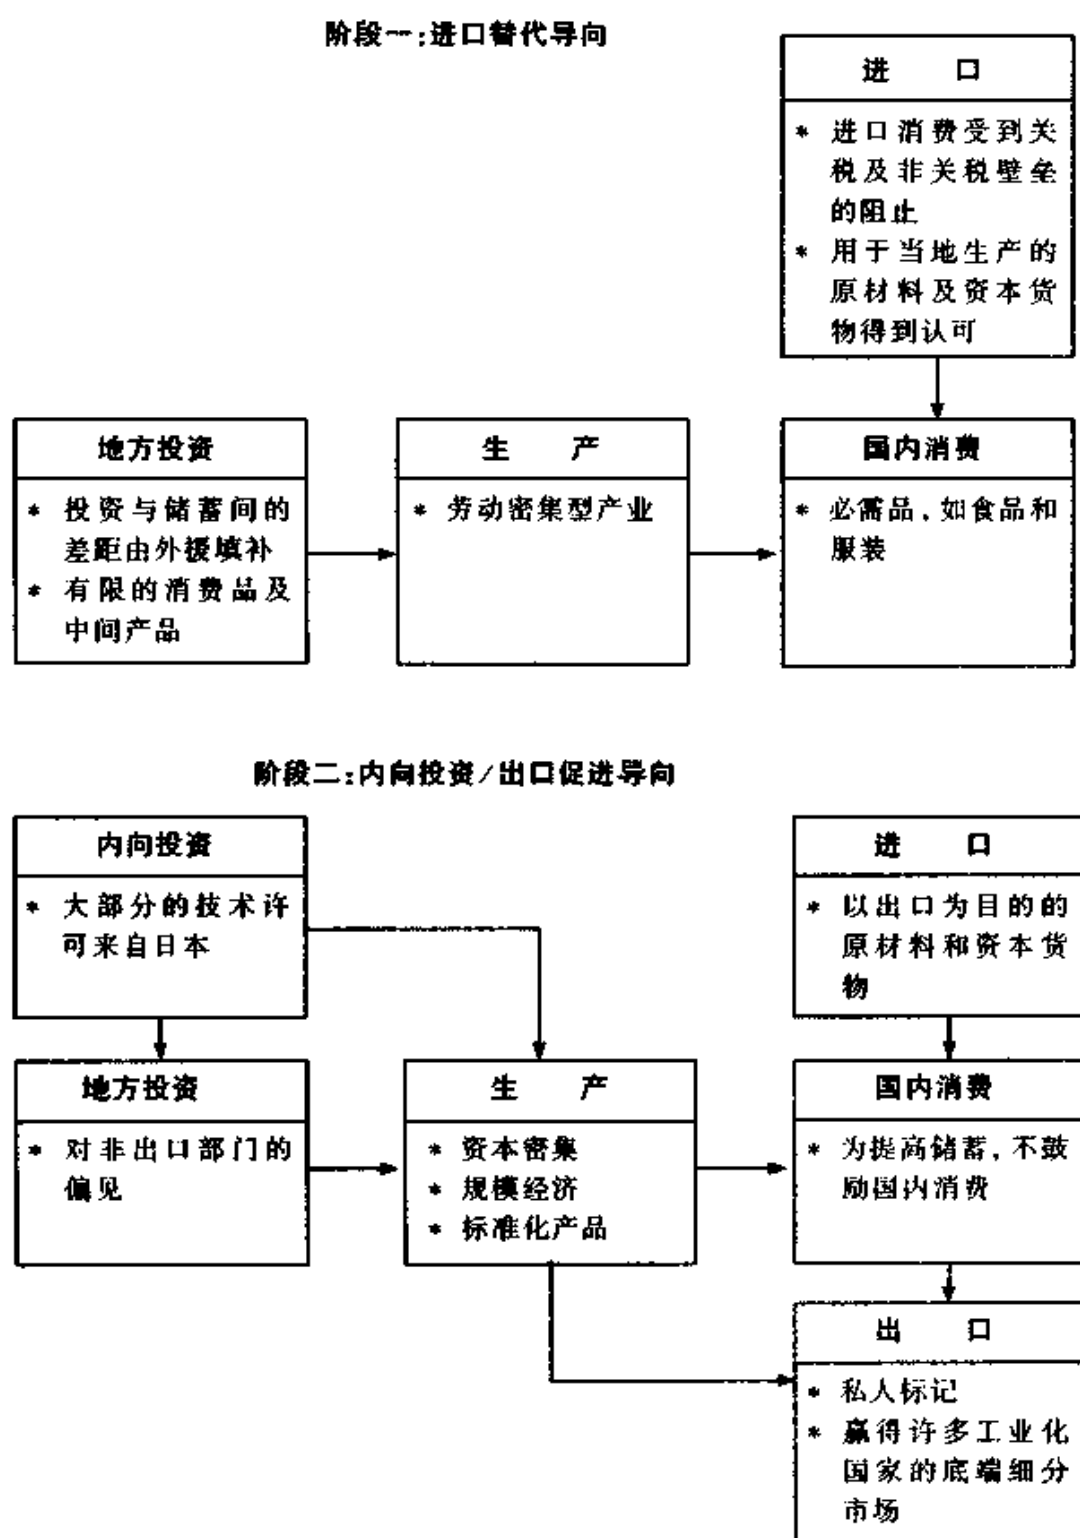 阶段一:进口替代导向
进 口
* 进口消费受到关
税及非关税壁垒
的阻止
* 用于当地生产的
原材料及资本货
物得到认可
地方投资
* 投资与储蓄间的
差距由外援填补
* 有限的消费品及
中间产品
生 产
* 劳动密集型产业
国内消费
* 必需品,如食品和
服装
阶段二:内向投资/出口促进导向
内向投资
* 大部分的技术许
可来自日本
进 口
* 以出口为目的的
原材料和资本货
物
地方投资
* 对非出口部门的
偏见
生 产
* 资本密集
* 规模经济
* 标准化产品
国内消费
* 为提高储蓄,不鼓
励国内消费
出 口
* 私人标记
* 赢得许多工业化
国家的底端细分
市场